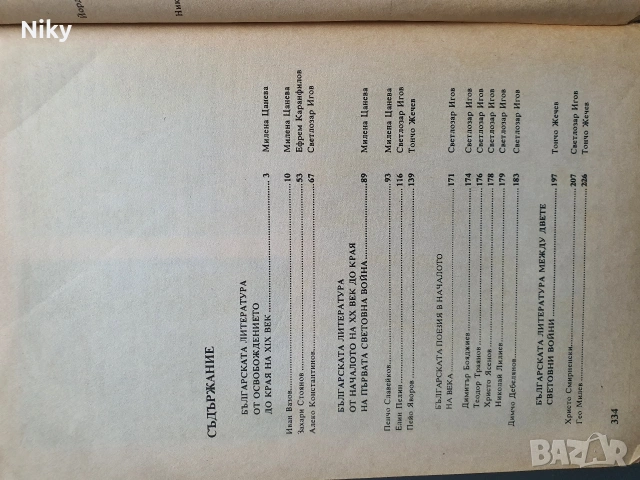 Niky
СЪДЪРЖАНИЕ
БЪЛГАРСКАТА ЛИТЕРАТУРА
ОТ ОСВОБОЖДЕНИЕТО
ДО КРАЯ НА XIX ВЕК 3 Милена Цанева
Иван Вазов 10 Милена Цанева
Захари Стоянов 53 Ефрем Каранфилов
Алеко Константинов 67 Светлозар Игов
БЪЛГАРСКАТА ЛИТЕРАТУРА
ОТ НАЧАЛОТО НА XX ВЕК ДО КРАЯ
НА ПЪРВАТА СВЕТОВНА ВОЙНА 89 Милена Цанева
Пенчо Славейков 93 Милена Цанева
Елин Пелин 116 Светлозар Игов
Пейо Яворов 139 Тончо Жечев
БЪЛГАРСКАТА ПОЕЗИЯ В НАЧАЛОТО
НА ВЕКА 171 Светлозар Игов
Димитър Бояджиев 174 Светлозар Игов
Теодор Траянов 176 Светлозар Игов
Христо Ясенов 178 Светлозар Игов
Николай Лилиев 179 Светлозар Игов
Димчо Дебелянов 183 Светлозар Игов
БЪЛГАРСКАТА ЛИТЕРАТУРА МЕЖДУ ДВЕТЕ
СВЕТОВНИ ВОЙНИ 197 Тончо Жечев
Христо Смирненски 207 Светлозар Игов
Гео Милев 226 Тончо Жечев
334
BAZAR